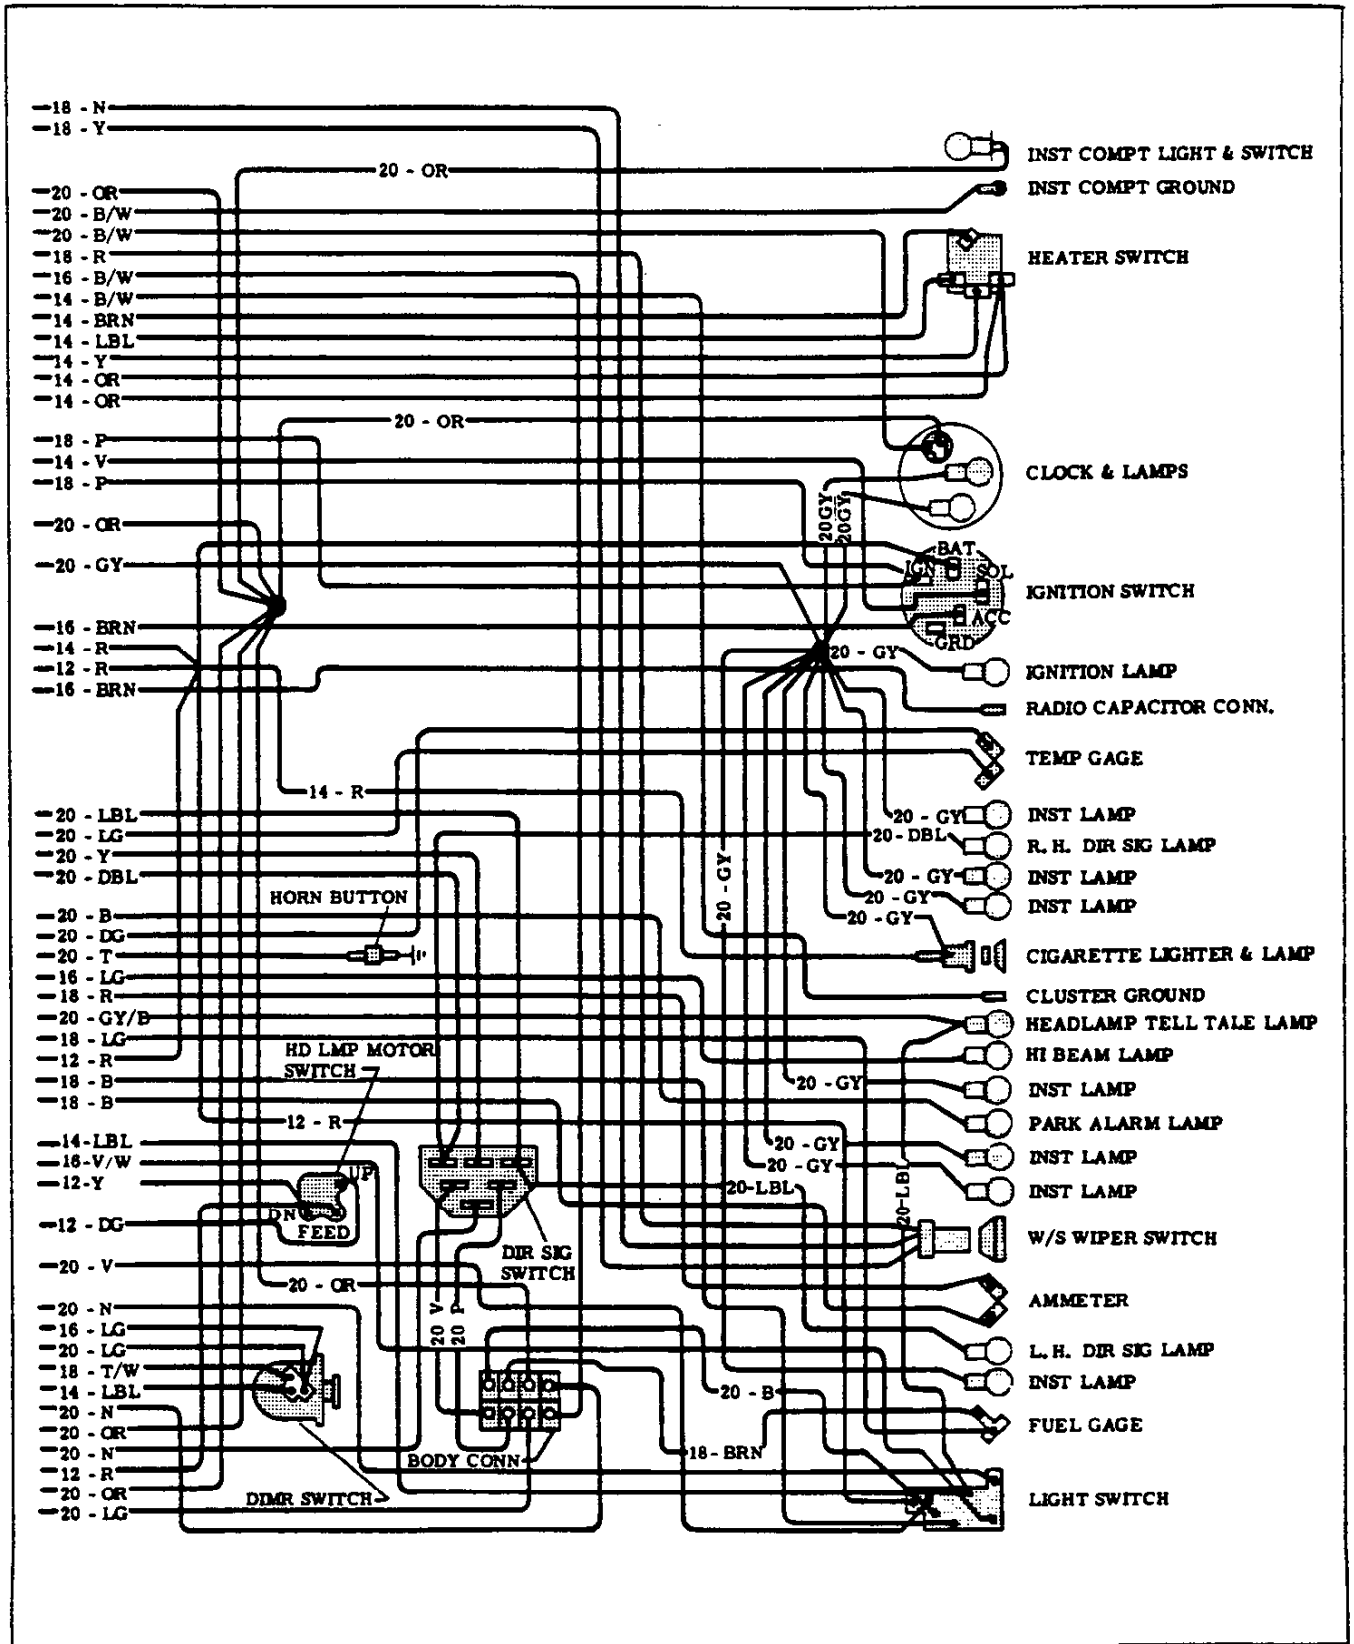 18 - N
18 - Y
20 - OR
20 - OR
20 - B/W
20 - B/W
18 - R
16 - B/W
14 - B/W
14 - BRN
14 - LBL
14 - Y
14 - OR
14 - OR
20 - OR
18 - P
14 - V
18 - P
20 - OR
20 - GY
16 - BRN
14 - R
12 - R
16 - BRN
14 - R
20 - LBL
20 - LG
20 - Y
20 - DBL
HORN BUTTON
20 - B
20 - DG
20 - T
16 - LG
18 - R
20 - GY/B
18 - LG
HD LMP MOTOR
SWITCH
12 - R
18 - B
18 - B
12 - R
14-LBL
16-V/W
12-Y
UP
DN
FEED
12 - DG
20 - V
20 - OR
DIR SIG
SWITCH
20 V
20 P
20 - N
16 - LG
20 - LG
18 - T/W
14 - LBL
20 - N
20 - OR
20 - N
12 - R
20 - OR
20 - LG
DIMR SWITCH
BODY CONN
INST COMPT LIGHT & SWITCH
INST COMPT GROUND
HEATER SWITCH
CLOCK & LAMPS
20GY
20GY
BAT
IGN
SOL
ACC
GRD
IGNITION SWITCH
20 - GY
IGNITION LAMP
RADIO CAPACITOR CONN.
TEMP GAGE
20 - GY
INST LAMP
20 - DBL
R. H. DIR SIG LAMP
20 - GY
20 - GY
INST LAMP
20 - GY
INST LAMP
20 - GY
CIGARETTE LIGHTER & LAMP
CLUSTER GROUND
HEADLAMP TELL TALE LAMP
HI BEAM LAMP
20 - GY
INST LAMP
PARK ALARM LAMP
20 - GY
INST LAMP
20 - GY
INST LAMP
20-LBL
20-LBL
W/S WIPER SWITCH
AMMETER
L. H. DIR SIG LAMP
INST LAMP
20 - B
FUEL GAGE
18 - BRN
LIGHT SWITCH